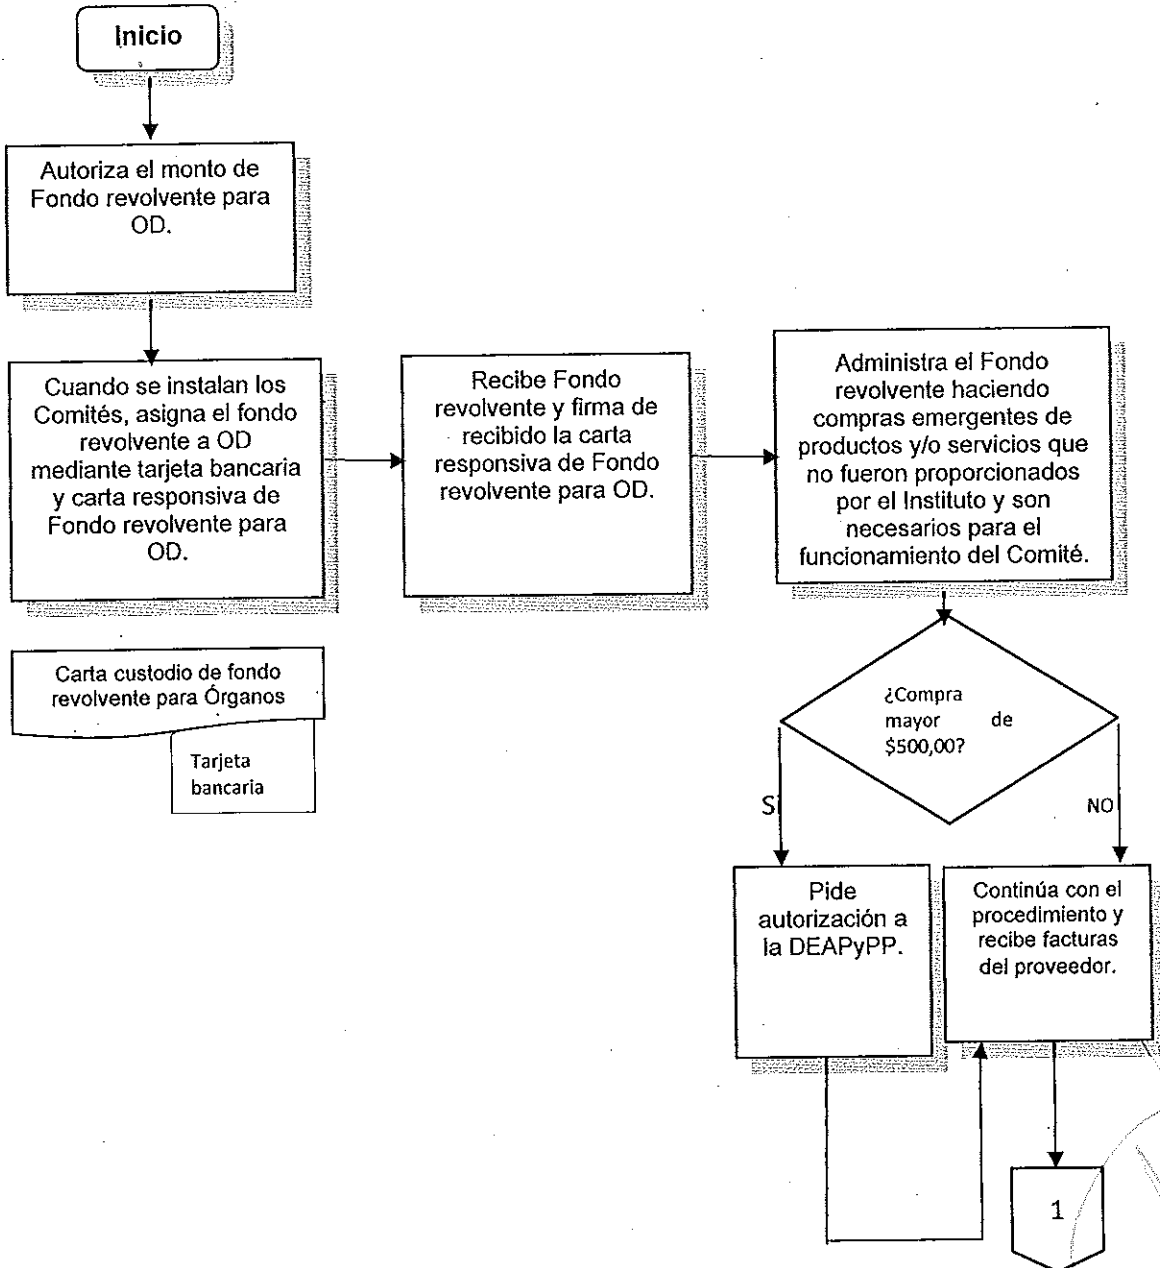 Inicio
Autoriza el monto de
Fondo revolvente para
OD.
Cuando se instalan los
Comités, asigna el fondo
revolvente a OD
mediante tarjeta bancaria
y carta responsiva de
Fondo revolvente para
OD.
Carta custodio de fondo
revolvente para Órganos
Tarjeta
bancaria
Recibe Fondo
revolvente y firma de
recibido la carta
responsiva de Fondo
revolvente para OD.
Administra el Fondo
revolvente haciendo
compras emergentes de
productos y/o servicios que
no fueron proporcionados
por el Instituto y son
necesarios para el
funcionamiento del Comité.
¿Compra
mayor de
$500,00?
Si
NO
Pide
autorización a
la DEAPyPP.
Continúa con el
procedimiento y
recibe facturas
del proveedor.
1